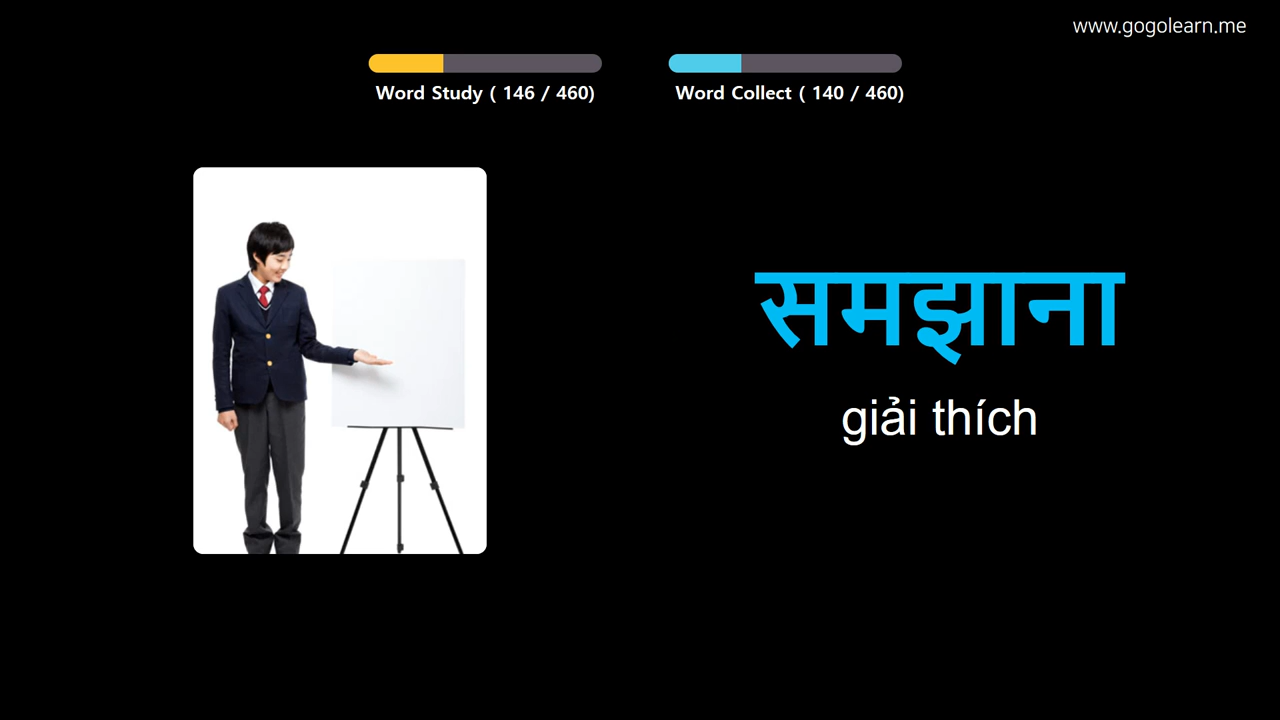 www.gogolearn.me
Word Study ( 146 / 460)
Word Collect ( 140 / 460)
समझाना
giải thích